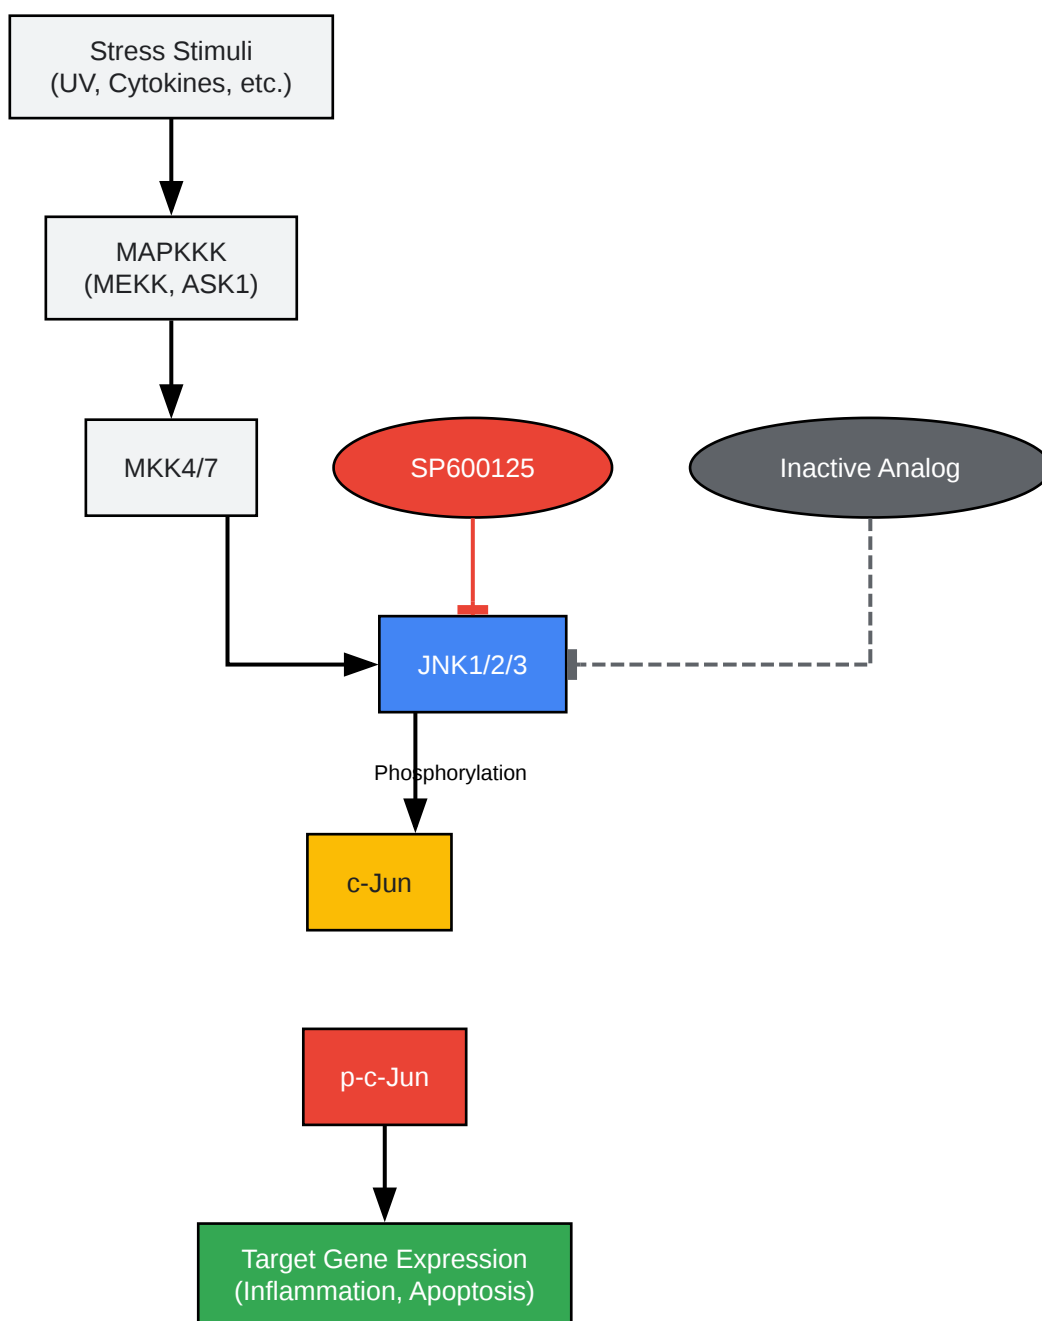 Stress Stimuli
(UV, Cytokines, etc.)
MAPKKK
(MEKK, ASK1)
MKK4/7
SP600125
Inactive Analog
JNK1/2/3
Phosphorylation
c-Jun
p-c-Jun
Target Gene Expression
(Inflammation, Apoptosis)